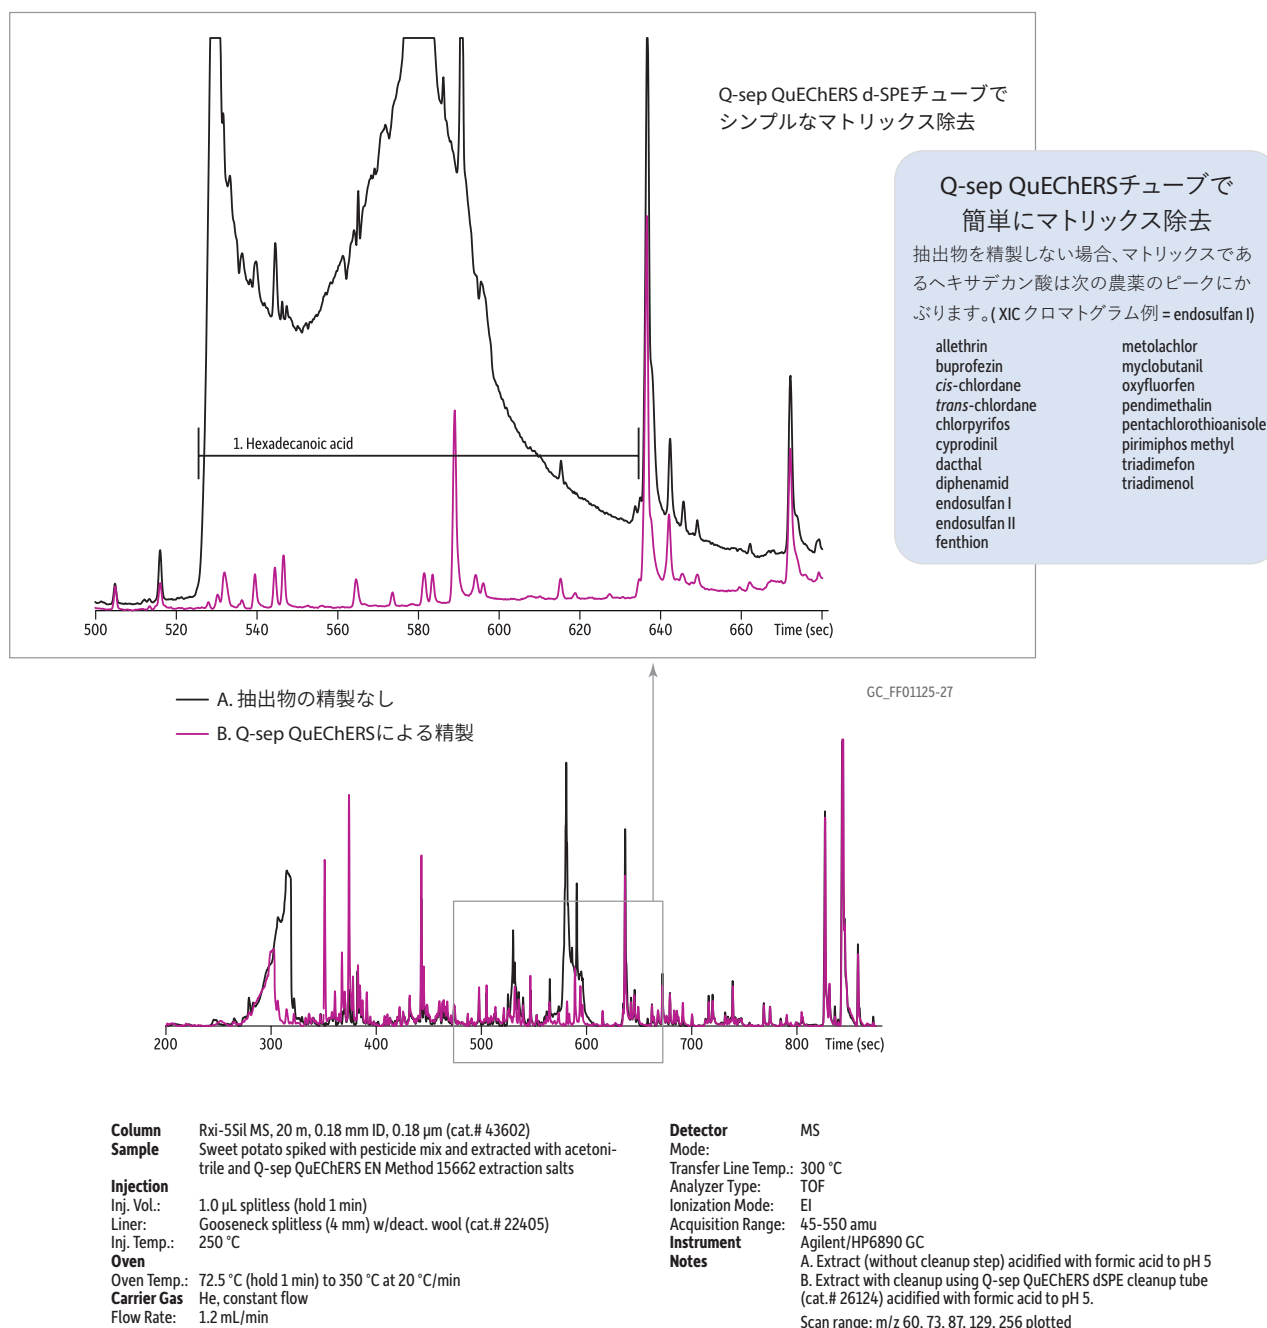 Q-sep QuEChERS d-SPEチューブで
シンプルなマトリックス除去
Q-sep QuEChERSチューブで
簡単にマトリックス除去
抽出物を精製しない場合、マトリックスであ
るヘキサデカン酸は次の農薬のピークにか
ぶります。( XIC クロマトグラム例 = endosulfan I)
allethrin
buprofezin
cis-chlordane
trans-chlordane
chlorpyrifos
cyprodinil
dacthal
diphenamid
endosulfan I
endosulfan II
fenthion
metolachlor
myclobutanil
oxyfluorfen
pendimethalin
pentachlorothioanisole
pirimiphos methyl
triadimefon
triadimenol
1. Hexadecanoic acid
500 520 540 560 580 600 620 640 660 Time (sec)
GC_FF01125-27
A. 抽出物の精製なし
B. Q-sep QuEChERSによる精製
200 300 400 500 600 700 800 Time (sec)
Column Rxi-5Sil MS, 20 m, 0.18 mm ID, 0.18 µm (cat.# 43602)
Sample Sweet potato spiked with pesticide mix and extracted with acetoni-
trile and Q-sep QuEChERS EN Method 15662 extraction salts
Injection
Inj. Vol.: 1.0 µL splitless (hold 1 min)
Liner: Gooseneck splitless (4 mm) w/deact. wool (cat.# 22405)
Inj. Temp.: 250 °C
Oven
Oven Temp.: 72.5 °C (hold 1 min) to 350 °C at 20 °C/min
Carrier Gas He, constant flow
Flow Rate: 1.2 mL/min
Detector MS
Mode:
Transfer Line Temp.: 300 °C
Analyzer Type: TOF
Ionization Mode: EI
Acquisition Range: 45-550 amu
Instrument Agilent/HP6890 GC
Notes A. Extract (without cleanup step) acidified with formic acid to pH 5
B. Extract with cleanup using Q-sep QuEChERS dSPE cleanup tube
(cat.# 26124) acidified with formic acid to pH 5.
Scan range: m/z 60, 73, 87, 129, 256 plotted